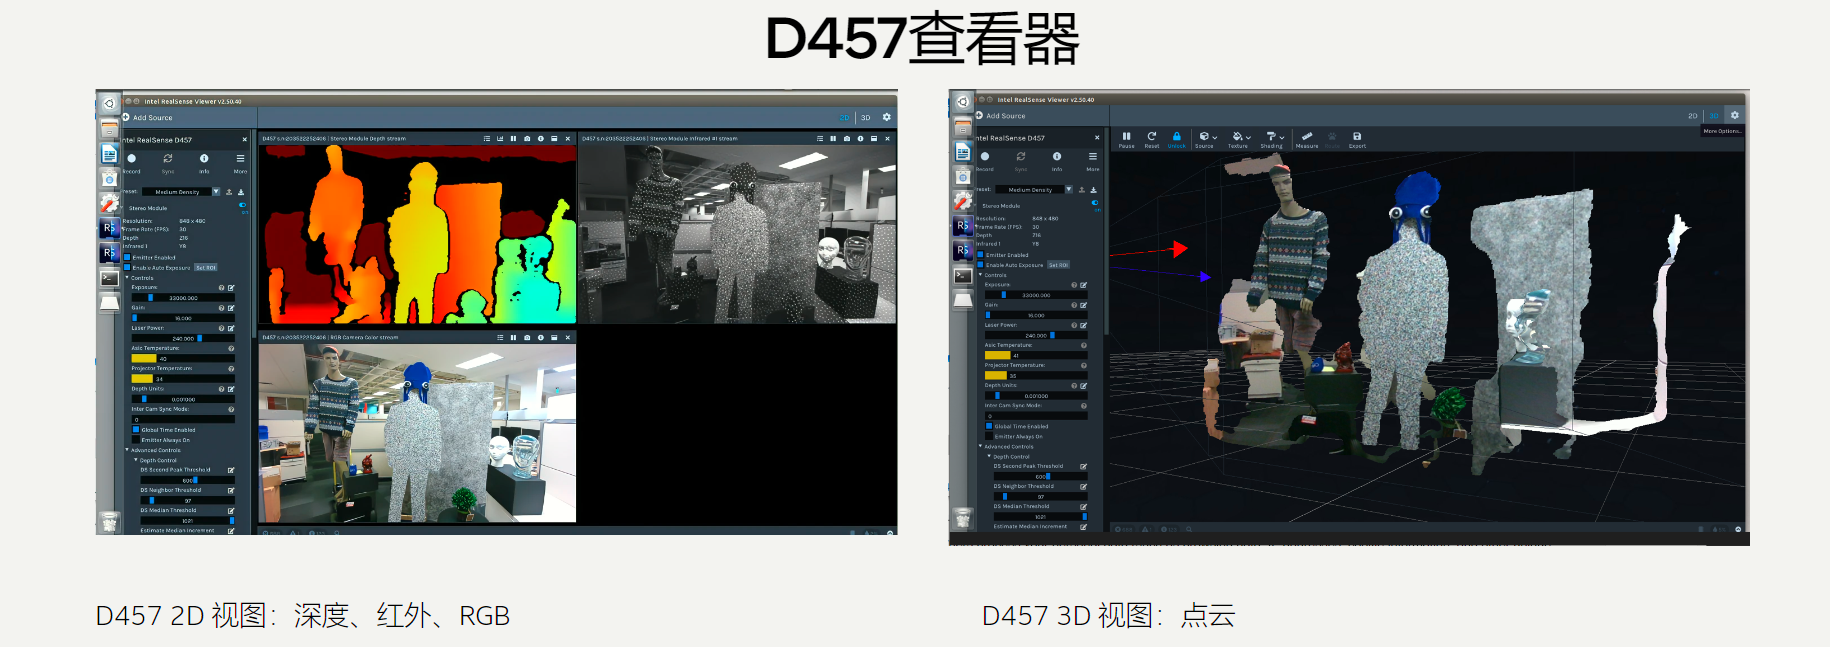 D457查看器
Intel RealSense Viewer v2.50.40
Add Source
2D
3D
ntel RealSense D457
Record
Sync
Info
More
Preset:
Medium Density
Stereo Module
Resolution:
848 x 480
Frame Rate (FPS):
30
Depth
Z16
Infrared 1
Y8
Emitter Enabled
Enable Auto Exposure
Set ROI
Controls
Exposure:
33000.000
Gain:
16.000
Laser Power:
240.000
Asic Temperature:
40
Projector Temperature:
34
Depth Units:
0.001000
Inter Cam Sync Mode:
0
Global Time Enabled
Emitter Always On
Advanced Controls
Depth Control
DS Second Peak Threshold
600
DS Neighbor Threshold
97
DS Median Threshold
1021
Estimate Median Increment
D457 s.n:203522252406 | Stereo Module Depth stream
D457 s.n:203522252406 | Stereo Module Infrared #1 stream
D457 s.n:203522252406 | RGB Camera Color stream
Intel RealSense Viewer v2.50.40
Add Source
2D
3D
More Options...
ntel RealSense D457
Record
Sync
Info
More
Pause
Reset
Unlock
Source
Texture
Shading
Measure
Export
Preset:
Medium Density
Stereo Module
Resolution:
848 x 480
Frame Rate (FPS):
30
Depth
Z16
Infrared 1
Y8
Emitter Enabled
Enable Auto Exposure
Set ROI
Controls
Exposure:
33000.000
Gain:
16.000
Laser Power:
240.000
Asic Temperature:
41
Projector Temperature:
35
Depth Units:
0.001000
Inter Cam Sync Mode:
0
Global Time Enabled
Emitter Always On
Advanced Controls
Depth Control
DS Second Peak Threshold
600
DS Neighbor Threshold
97
DS Median Threshold
1021
Estimate Median Increment
D457 2D 视图：深度、红外、RGB
D457 3D 视图：点云